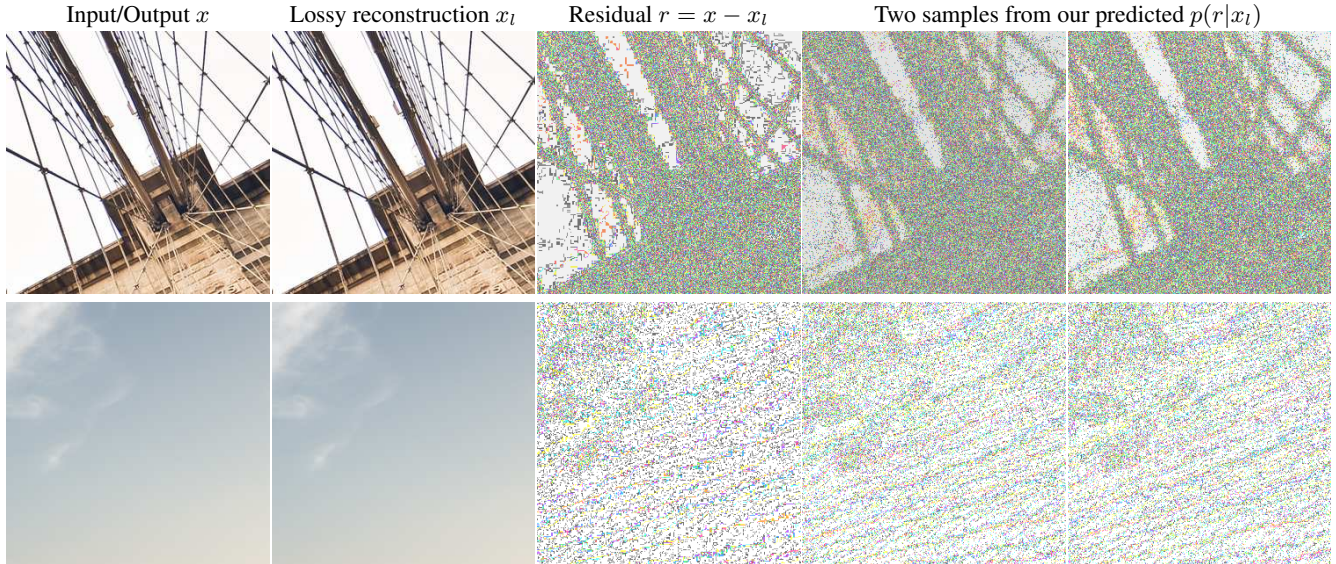 Input/Output x
Lossy reconstruction x_l
Residual r = x − x_l
Two samples from our predicted p(r|x_l)